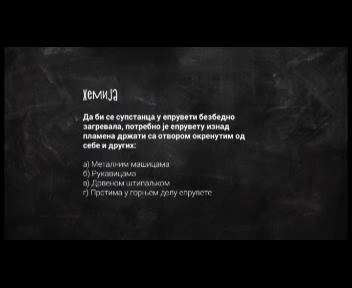 Хемија
Да би се супстанца у епрувети безбедно
загревала, потребно је епрувету изнад
пламена држати са отвором окренутим од
себе и других:
а) Металним машицама
б) Рукавицама
в) Дрвеном штипаљком
г) Прстима у горњем делу епрувете